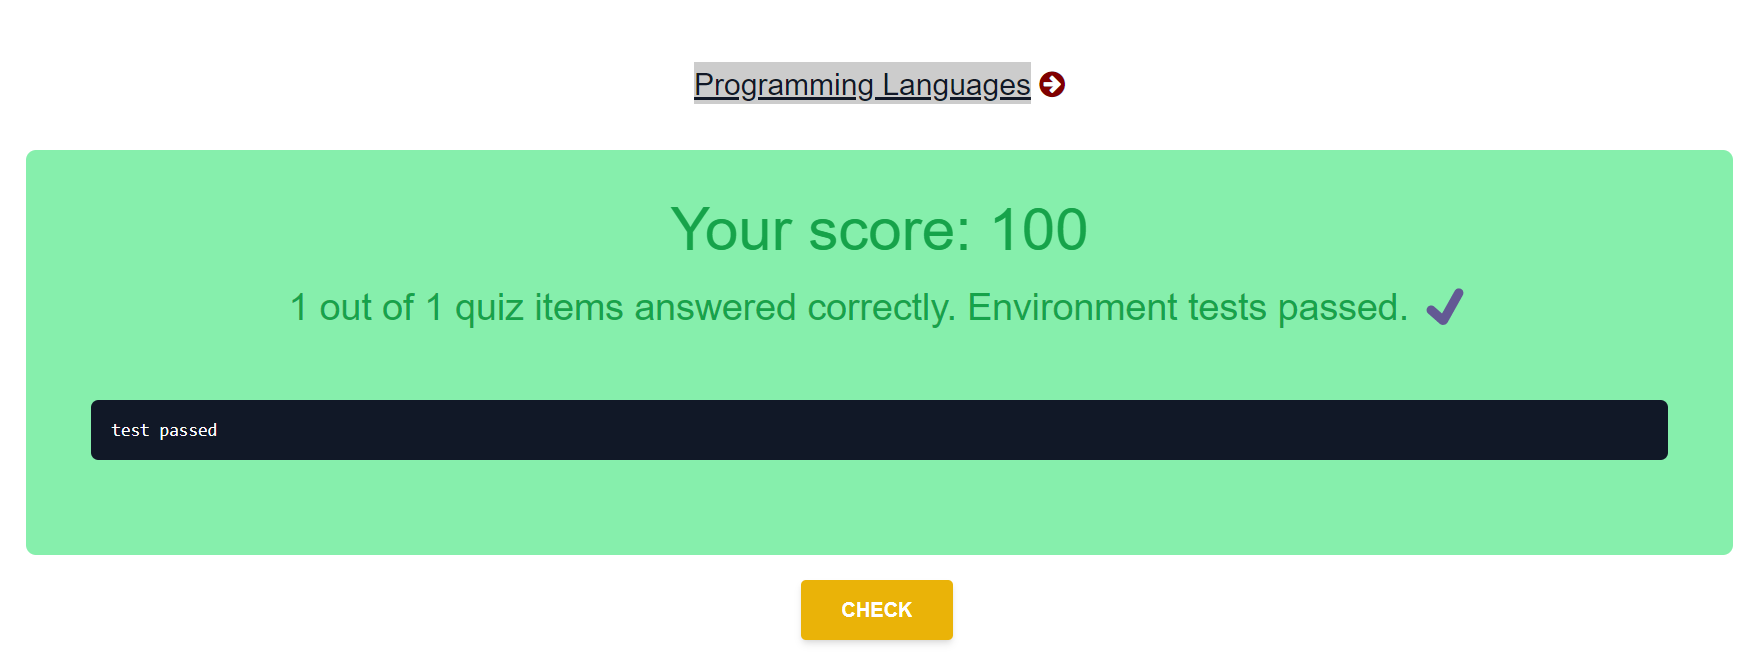 Programming Languages
Your score: 100
1 out of 1 quiz items answered correctly. Environment tests passed.
test passed
CHECK